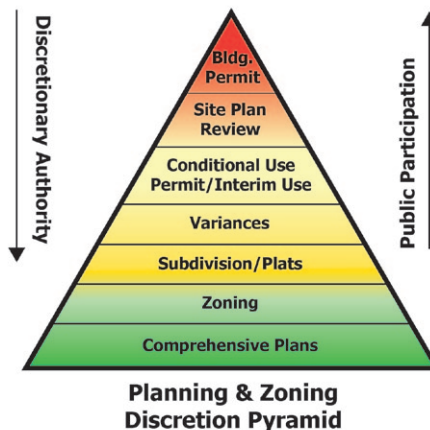 Discretionary Authority
Bldg.
Permit
Site Plan
Review
Conditional Use
Permit/Interim Use
Variances
Subdivision/Plats
Zoning
Comprehensive Plans
Public Participation
Planning & Zoning
Discretion Pyramid